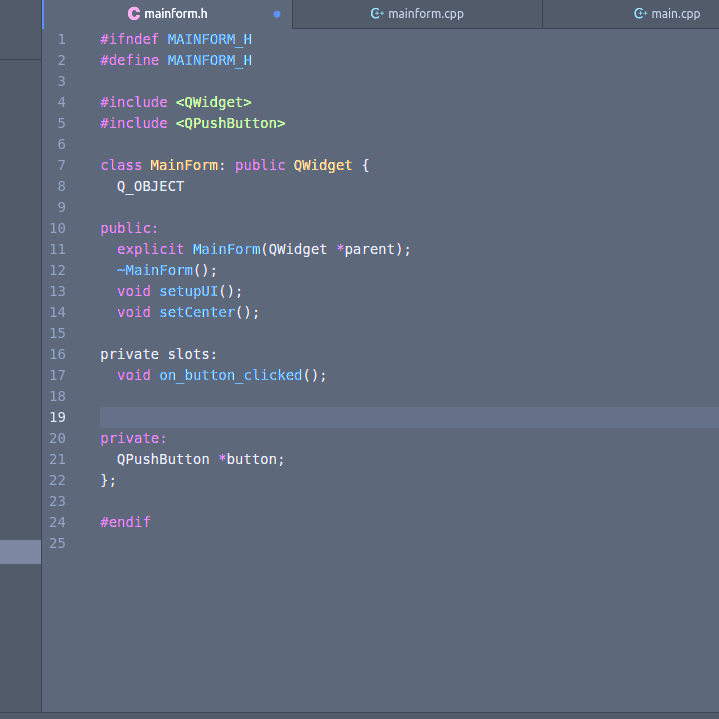 mainform.h mainform.cpp main.cpp
1 #ifndef MAINFORM_H
2 #define MAINFORM_H
3
4 #include <QWidget>
5 #include <QPushButton>
6
7 class MainForm: public QWidget {
8   Q_OBJECT
9
10 public:
11   explicit MainForm(QWidget *parent);
12   ~MainForm();
13   void setupUI();
14   void setCenter();
15
16 private slots:
17   void on_button_clicked();
18
19
20 private:
21   QPushButton *button;
22 };
23
24 #endif
25